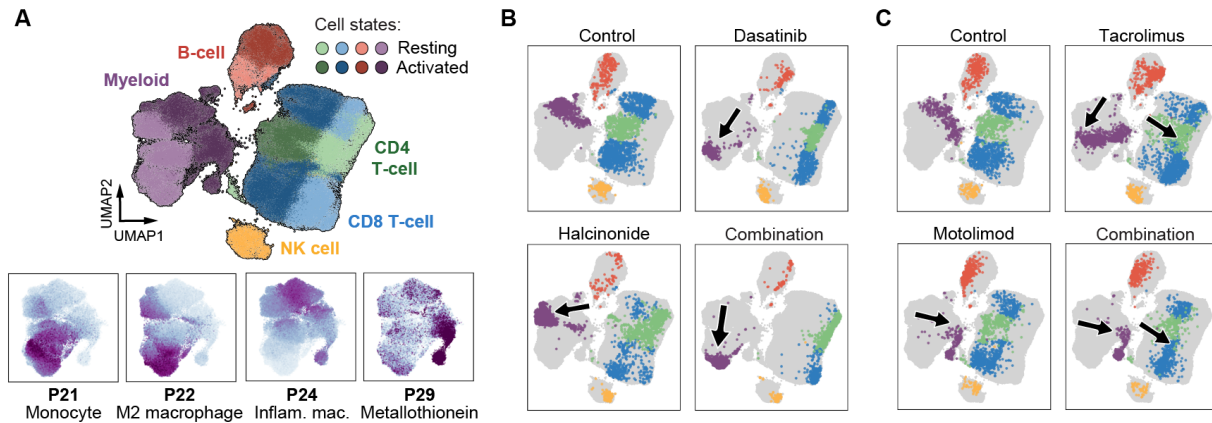 A
Cell states:
Resting
Activated
B-cell
Myeloid
CD4
T-cell
CD8 T-cell
NK cell
UMAP2
UMAP1
P21
Monocyte
P22
M2 macrophage
P24
Inflam. mac.
P29
Metallothionein
B
Control
Dasatinib
Halcinonide
Combination
C
Control
Tacrolimus
Motolimod
Combination